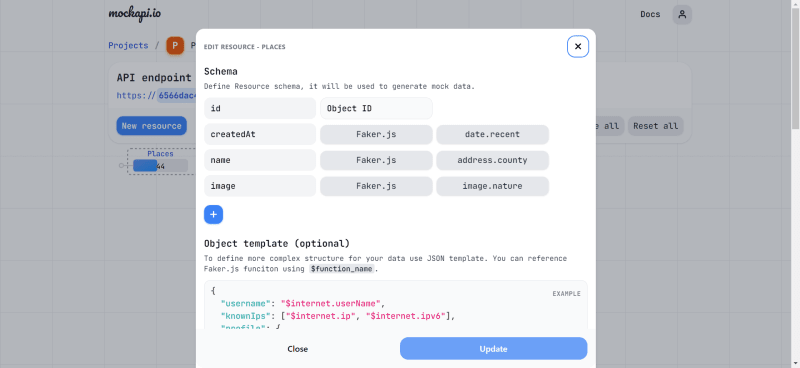 mockapi.io
Docs
Projects / P P
EDIT RESOURCE - PLACES
API endpoint
https://6566dac
New resource
all
Reset all
Places
44
Schema
Define Resource schema, it will be used to generate mock data.
id Object ID
createdAt Faker.js date.recent
name Faker.js address.county
image Faker.js image.nature
+
Object template (optional)
To define more complex structure for your data use JSON template. You can reference
Faker.js funciton using $function_name.
{
EXAMPLE
"username": "$internet.userName",
"knownIps": ["$internet.ip", "$internet.ipv6"],
"profile": {
Close
Update